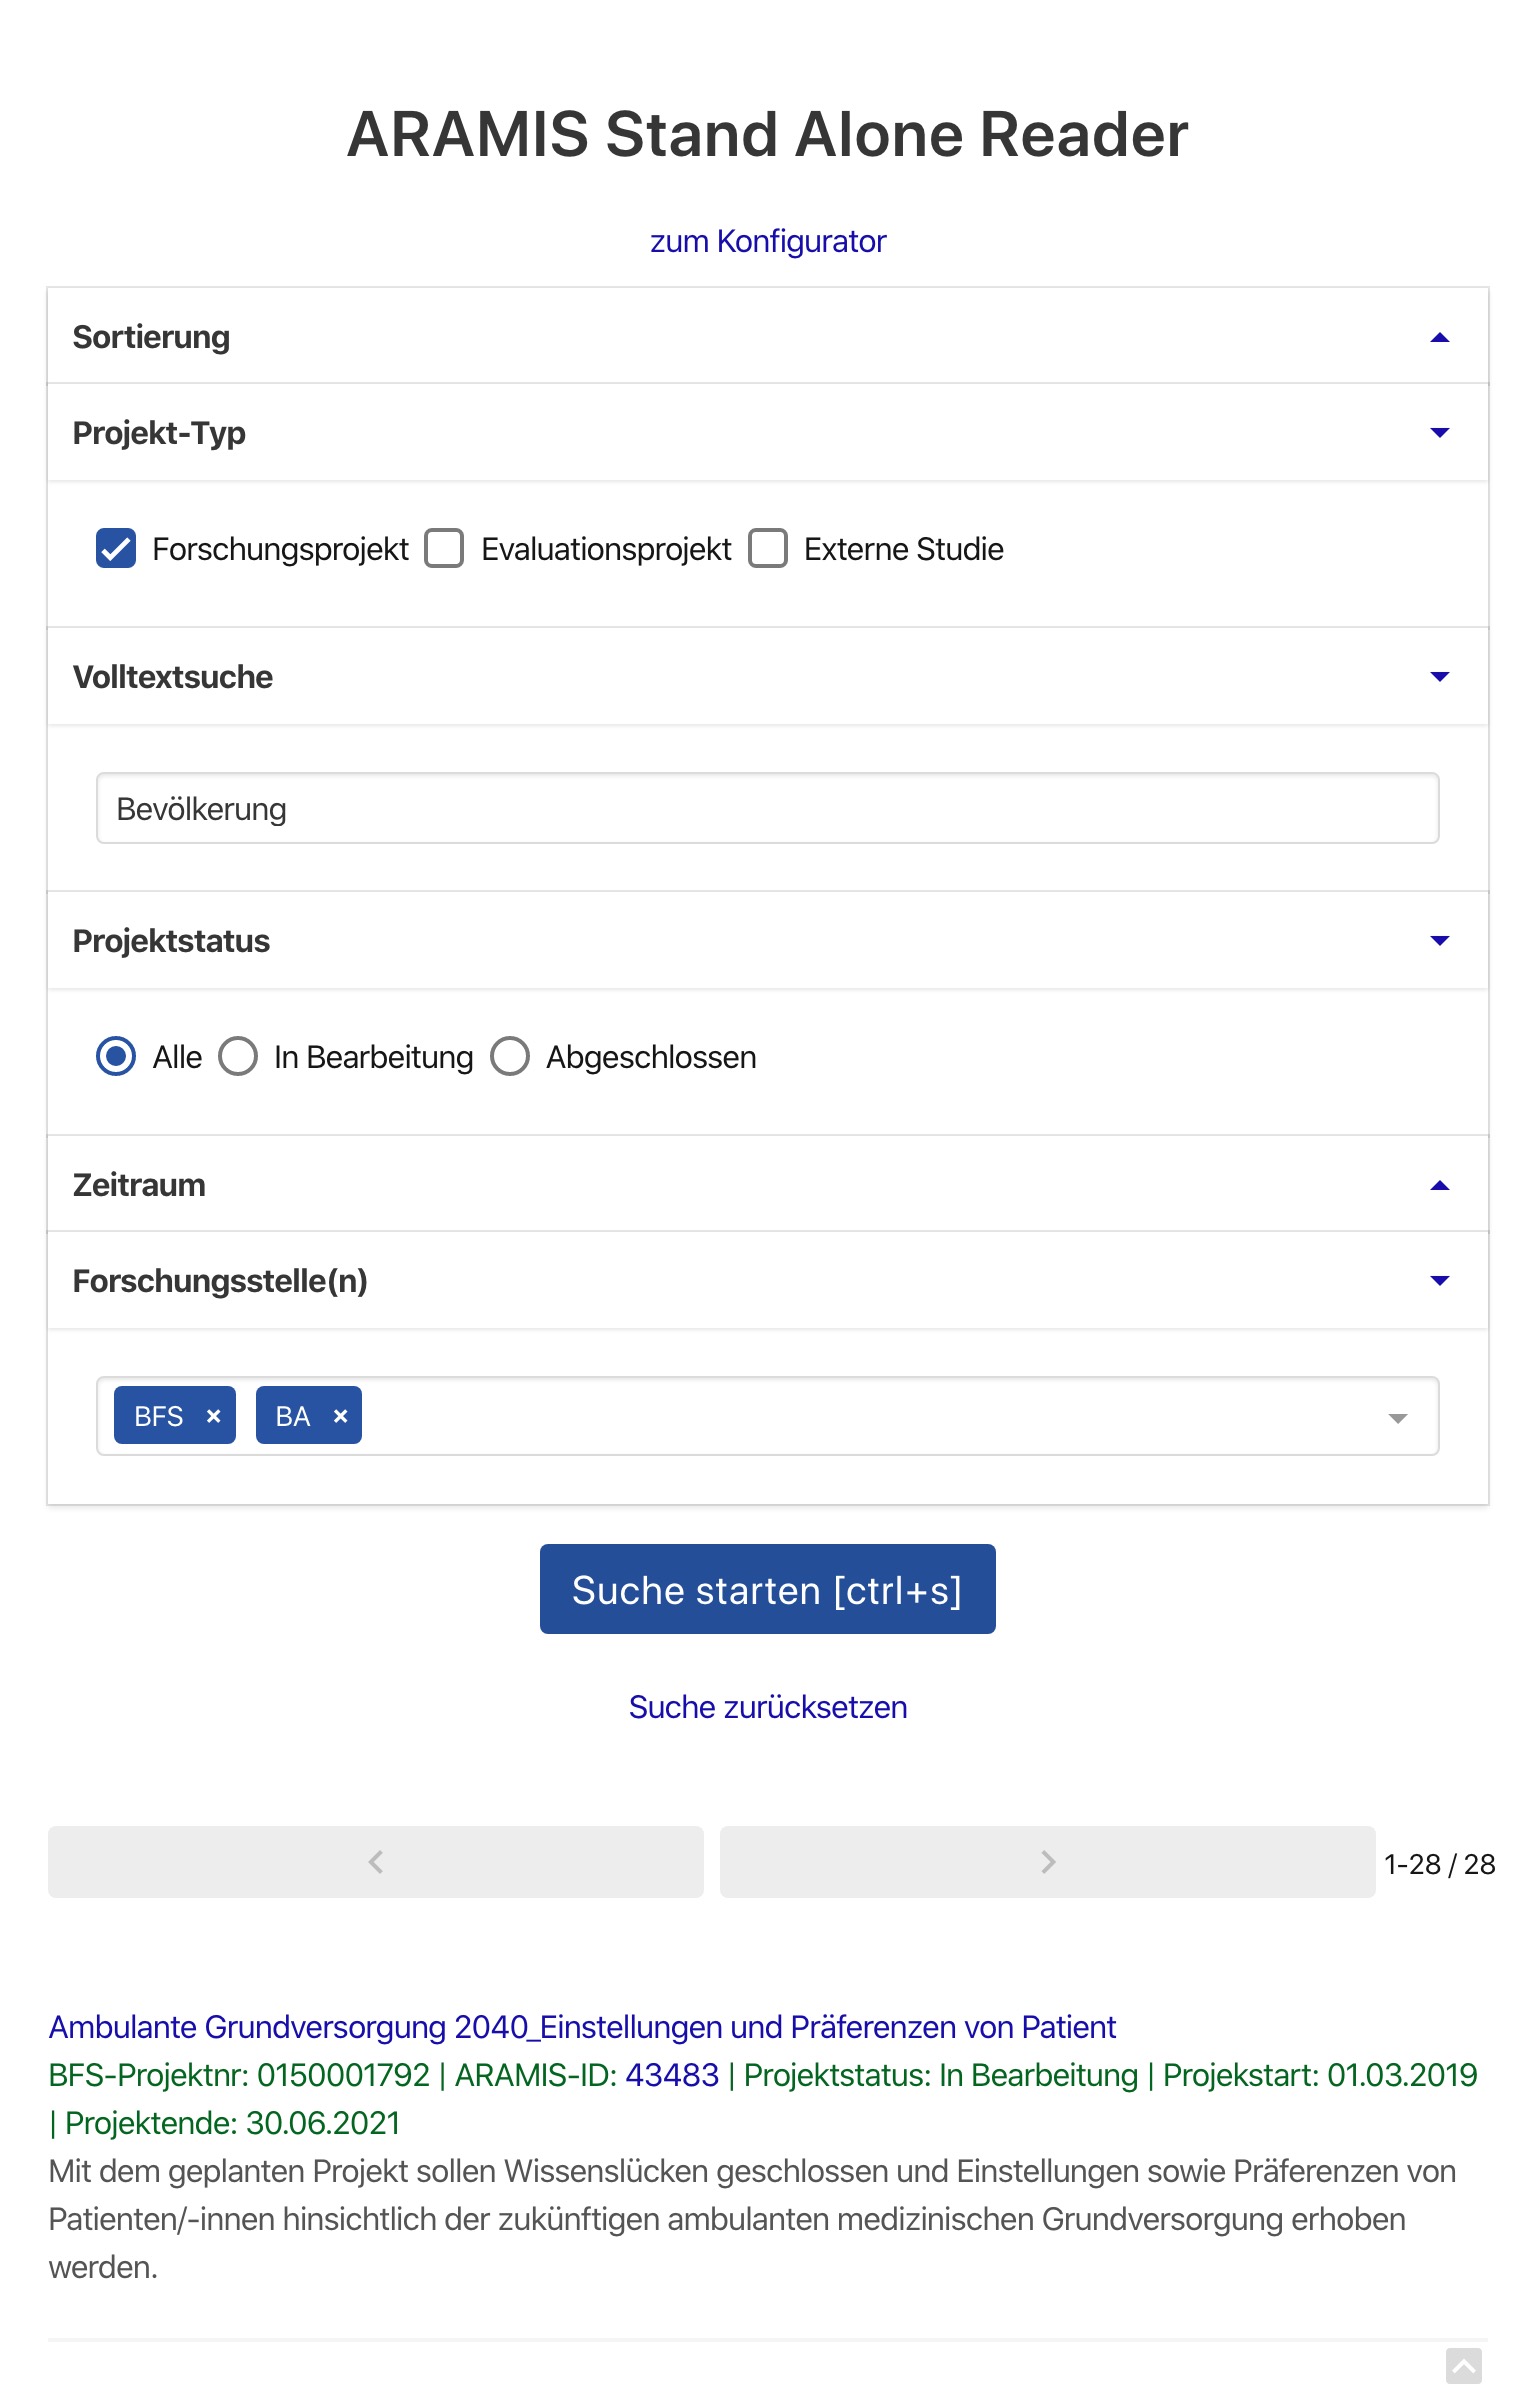 ARAMIS Stand Alone Reader
zum Konfigurator
Sortierung
Projekt-Typ
Forschungsprojekt Evaluationsprojekt Externe Studie
Volltextsuche
Bevölkerung
Projektstatus
Alle In Bearbeitung Abgeschlossen
Zeitraum
Forschungsstelle(n)
BFS × BA ×
Suche starten [ctrl+s]
Suche zurücksetzen
1-28 / 28
Ambulante Grundversorgung 2040_Einstellungen und Präferenzen von Patient
BFS-Projektnr: 0150001792 | ARAMIS-ID: 43483 | Projektstatus: In Bearbeitung | Projekstart: 01.03.2019
| Projektende: 30.06.2021
Mit dem geplanten Projekt sollen Wissenslücken geschlossen und Einstellungen sowie Präferenzen von
Patienten/-innen hinsichtlich der zukünftigen ambulanten medizinischen Grundversorgung erhoben
werden.